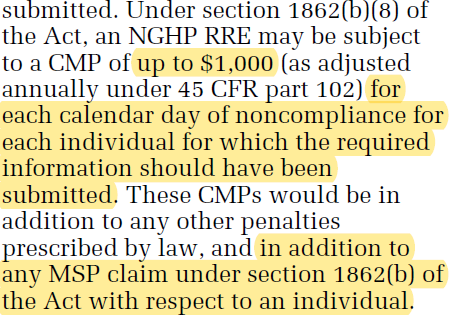 submitted. Under section 1862(b)(8) of
the Act, an NGHP RRE may be subject
to a CMP of up to $1,000 (as adjusted
annually under 45 CFR part 102) for
each calendar day of noncompliance for
each individual for which the required
information should have been
submitted. These CMPs would be in
addition to any other penalties
prescribed by law, and in addition to
any MSP claim under section 1862(b) of
the Act with respect to an individual.